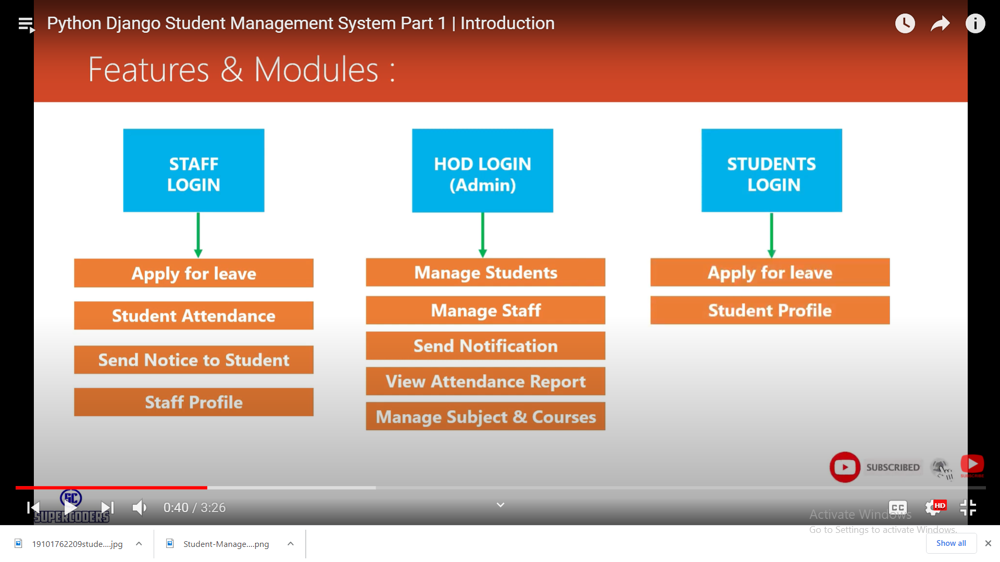 Python Django Student Management System Part 1 | Introduction
Features & Modules :
STAFF
LOGIN
Apply for leave
Student Attendance
Send Notice to Student
Staff Profile
HOD LOGIN
(Admin)
Manage Students
Manage Staff
Send Notification
View Attendance Report
Manage Subject & Courses
STUDENTS
LOGIN
Apply for leave
Student Profile
SUBSCRIBED
SUBSCRIBE
SC
SUPERCODERS
0:40 / 3:26
CC
HD
Activate Windows
Go to Settings to activate Windows.
19101762209stude....jpg
Student-Manage....png
Show all